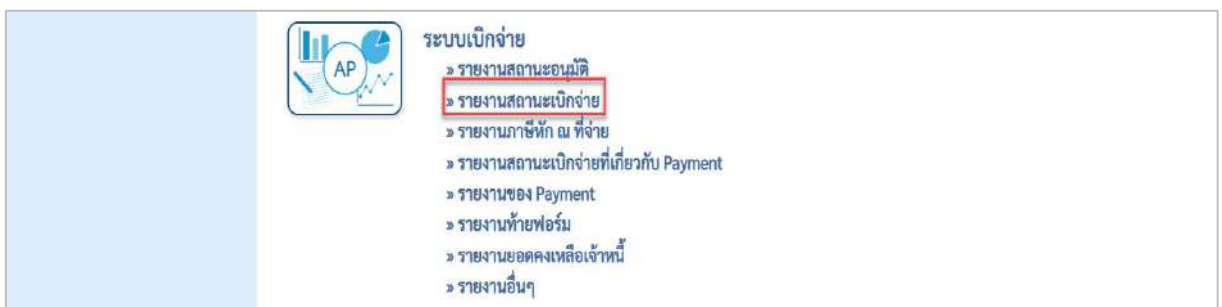 AP
ระบบเบิกจ่าย
» รายงานสถานะอนุมัติ
» รายงานสถานะเบิกจ่าย
» รายงานภาษีหัก ณ ที่จ่าย
» รายงานสถานะเบิกจ่ายที่เกี่ยวกับ Payment
» รายงานของ Payment
» รายงานท้ายฟอร์ม
» รายงานยอดคงเหลือเจ้าหนี้
» รายงานอื่นๆ